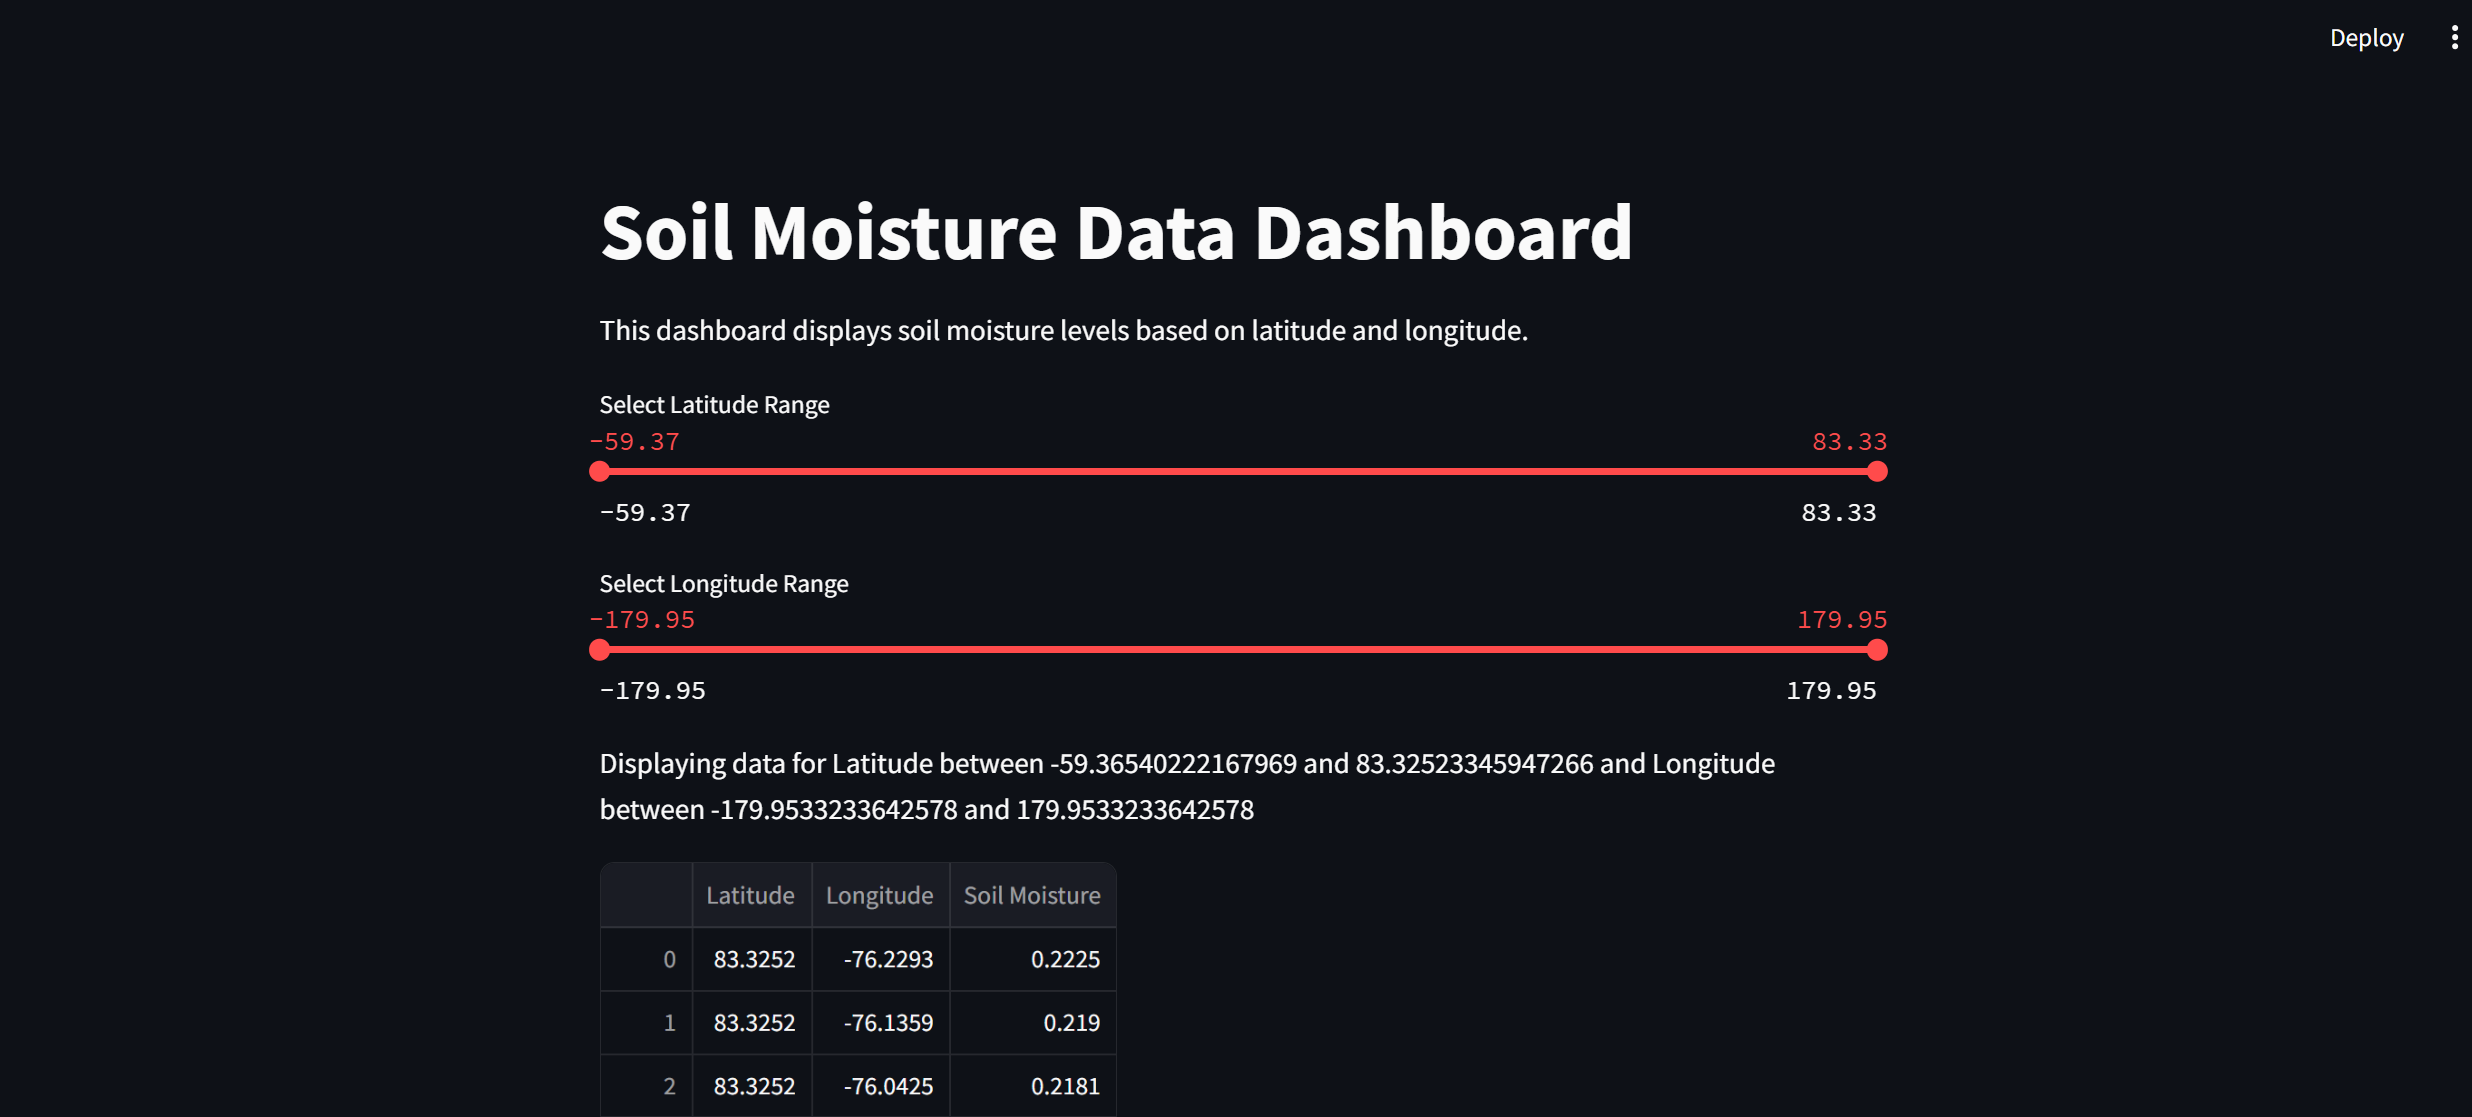 Deploy
Soil Moisture Data Dashboard
This dashboard displays soil moisture levels based on latitude and longitude.
Select Latitude Range
-59.37 83.33
-59.37 83.33
Select Longitude Range
-179.95 179.95
-179.95 179.95
Displaying data for Latitude between -59.36540222167969 and 83.32523345947266 and Longitude
between -179.9533233642578 and 179.9533233642578
Latitude Longitude Soil Moisture
0 83.3252 -76.2293 0.2225
1 83.3252 -76.1359 0.219
2 83.3252 -76.0425 0.2181